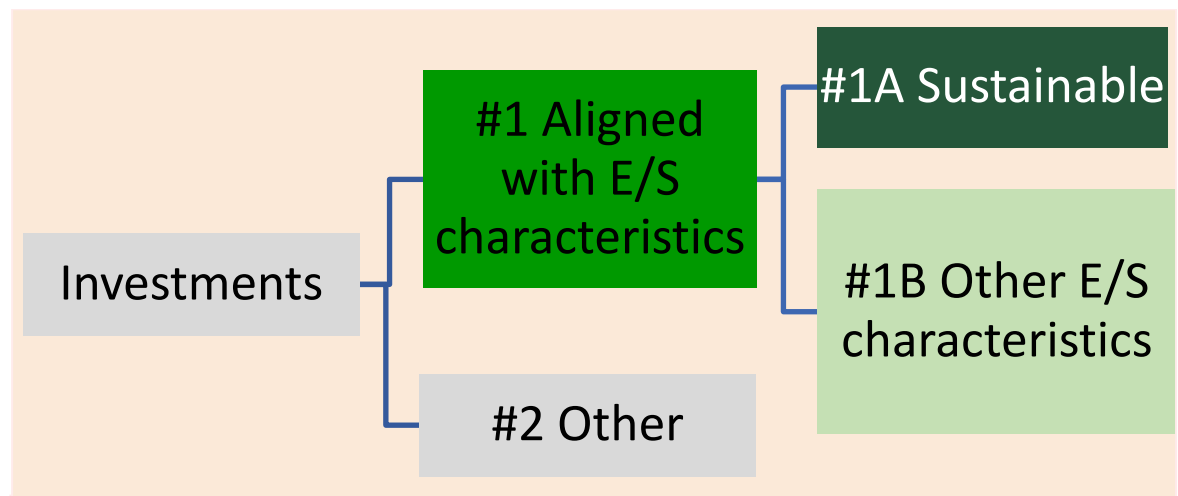 Investments
#1 Aligned
with E/S
characteristics
#2 Other
#1A Sustainable
#1B Other E/S
characteristics